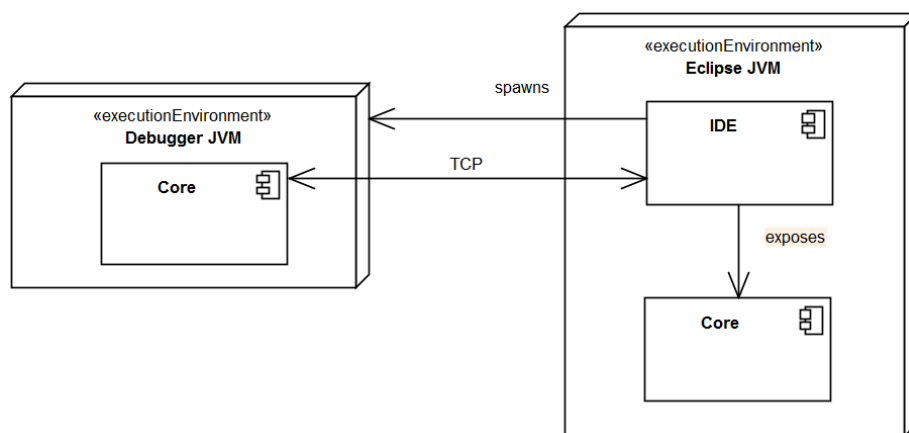 «executionEnvironment»
Debugger JVM
Core
spawns
TCP
«executionEnvironment»
Eclipse JVM
IDE
exposes
Core